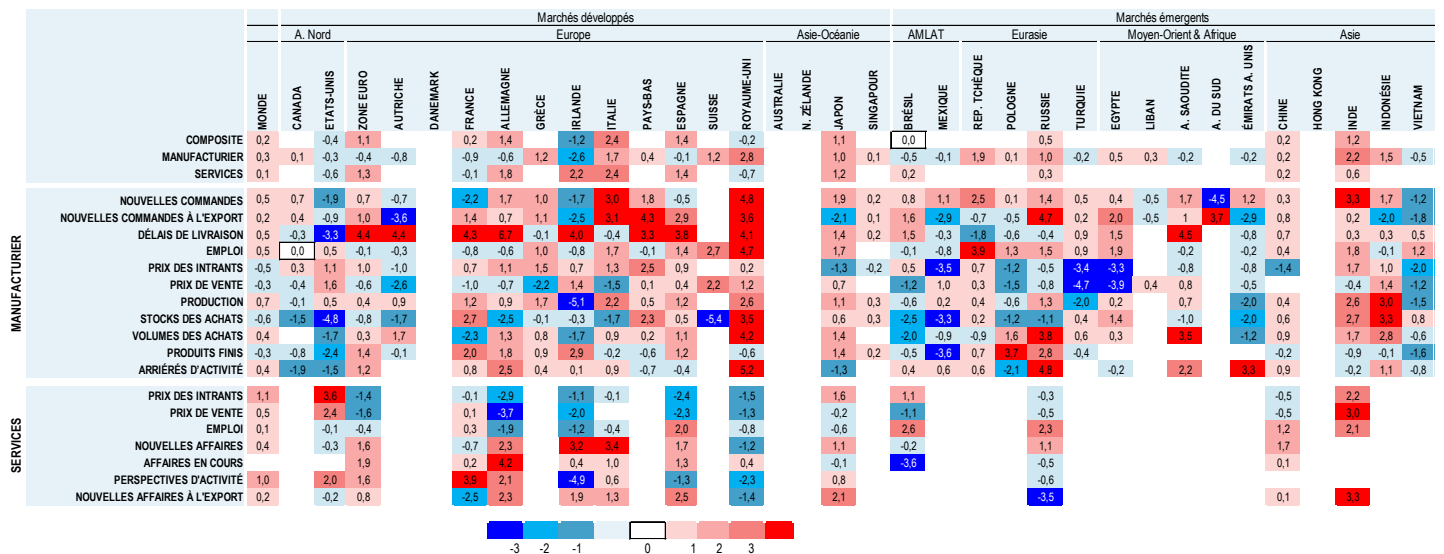 Marchés développés Marchés émergents
A. Nord Europe Asie-Océanie AMLAT Eurasie Moyen-Orient & Afrique Asie
MONDE CANADA ETATS-UNIS ZONE EURO AUTRICHE DANEMARK FRANCE ALLEMAGNE GRÈCE IRLANDE ITALIE PAYS-BAS ESPAGNE SUISSE ROYAUME-UNI AUSTRALIE N. ZÉLANDE JAPON SINGAPOUR BRÉSIL MEXIQUE REP. TCHÈQUE POLOGNE RUSSIE TURQUIE EGYPTE LIBAN A. SAOUDITE A. DU SUD ÉMIRATS A. UNIS CHINE HONG KONG INDE INDONÉSIE VIETNAM
COMPOSITE 0,2 -0,4 1,1 0,2 1,4 -1,2 2,4 1,4 -0,2 1,1 0,0 0,5 0,2 1,2
MANUFACTURIER 0,3 0,1 -0,3 -0,4 -0,8 -0,9 -0,6 1,2 -2,6 1,7 0,4 -0,1 1,2 2,8 1,0 0,1 -0,5 -0,1 1,9 0,1 1,0 -0,2 0,5 0,3 -0,2 -0,2 0,2 2,2 1,5 -0,5
SERVICES 0,1 -0,6 1,3 -0,1 1,8 2,2 2,4 1,4 -0,7 1,2 0,2 0,3 0,3 0,6
MANUFACTURIER
NOUVELLES COMMANDES 0,5 0,7 -1,9 0,7 -0,7 -2,2 1,7 1,0 -1,7 3,0 1,8 -0,5 4,8 1,9 0,2 0,8 1,1 2,5 0,1 1,4 0,5 0,4 -0,5 1,7 -4,5 1,2 0,3 3,3 1,7 -1,2
NOUVELLES COMMANDES À L'EXPORT 0,2 0,4 -0,9 1,0 -3,6 1,4 0,7 1,1 -2,5 3,1 4,3 2,9 3,6 -2,1 0,1 1,6 -2,9 -0,7 -0,5 4,7 -0,6 2,0 -0,5 1 3,7 -2,9 0,8 0,2 -2,0 -1,8
DÉLAIS DE LIVRAISON 0,5 -0,3 -3,3 4,4 4,4 4,3 6,7 -0,1 4,0 -0,4 3,3 3,8 4,1 1,4 0,2 1,5 -0,3 -1,8 -0,6 -0,4 0,9 1,5 4,5 -0,8 0,7 0,3 0,3 0,5
EMPLOI 0,5 0,0 0,5 -0,1 -0,3 -0,8 -0,6 1,0 -0,8 1,7 -0,1 1,4 2,7 4,7 1,7 -0,1 -0,8 3,9 1,3 1,5 0,9 1,9 -0,2 -0,2 0,4 1,8 -0,1 1,2
PRIX DES INTRANTS -0,5 0,3 1,1 1,0 -1,0 0,7 1,1 1,5 0,7 1,3 2,5 0,9 0,2 -1,3 -0,2 0,5 -3,5 0,7 -1,2 -0,5 -3,4 -3,3 -0,8 -0,8 -1,4 1,7 1,0 -2,0
PRIX DE VENTE -0,3 -0,4 1,6 -0,6 -2,6 -1,0 -0,7 -2,2 1,4 -1,5 -0,5 0,4 2,2 1,2 0,7 -1,2 1,0 0,3 -1,5 -0,8 -4,7 -3,9 0,4 0,8 -0,5 -0,4 1,4 -1,2
PRODUCTION 0,7 -0,1 0,5 0,4 0,9 1,2 0,9 1,7 -5,1 2,2 0,5 1,2 2,6 1,1 0,3 -0,6 0,2 0,4 -0,6 1,3 -2,0 0,2 0,7 -2,0 0,4 2,6 3,0 -1,5
STOCKS DES ACHATS -0,6 -1,5 -4,8 -0,8 -1,7 2,7 -2,5 -0,1 -0,3 -1,7 2,3 0,5 -5,4 3,5 0,6 0,3 -2,5 -3,3 0,2 -1,2 -1,1 0,4 1,4 -1,0 -2,0 0,6 2,7 3,3 0,8
VOLUMES DES ACHATS 0,4 -1,7 0,3 1,7 -2,3 1,3 0,8 -1,7 0,9 0,2 1,1 4,2 1,4 -2,0 -0,9 -0,9 1,6 3,8 0,6 0,3 3,5 -1,2 0,9 1,7 2,8 -0,6
PRODUITS FINIS -0,3 -0,8 -2,4 1,4 -0,1 2,0 1,8 0,9 2,9 -0,2 -0,6 1,2 -0,6 1,4 0,2 -0,5 -3,6 0,7 3,7 2,8 -0,4 -0,2 -0,9 -0,1 -1,6
ARRIÉRÉS D'ACTIVITÉ 0,4 -1,9 -1,5 1,2 0,8 2,5 0,4 0,1 0,9 -0,7 -0,4 5,2 -1,3 0,4 0,6 0,6 -2,1 4,8 -0,2 2,2 3,3 0,9 -0,2 1,1 -0,8
SERVICES
PRIX DES INTRANTS 1,1 3,6 -1,4 -0,1 -2,9 -1,1 -0,1 -2,4 -1,5 1,6 1,1 -0,3 -0,5 2,2
PRIX DE VENTE 0,5 2,4 -1,6 0,1 -3,7 -2,0 -2,3 -1,3 -0,2 -1,1 -0,5 -0,5 3,0
EMPLOI 0,1 -0,1 -0,4 0,3 -1,9 -1,2 -0,4 2,0 -0,8 -0,6 2,6 2,3 1,2 2,1
NOUVELLES AFFAIRES 0,4 -0,3 1,6 -0,7 2,3 3,2 3,4 1,7 -1,2 1,1 -0,2 1,1 1,7
AFFAIRES EN COURS 1,9 0,2 4,2 0,4 1,0 1,3 0,4 -0,1 -3,6 -0,5 0,1
PERSPECTIVES D'ACTIVITÉ 1,0 2,0 1,6 3,9 2,1 -4,9 0,6 -1,3 -2,3 0,8 -0,6
NOUVELLES AFFAIRES À L'EXPORT 0,2 -0,2 0,8 -2,5 2,3 1,9 1,3 2,5 -1,4 2,1 -3,5 0,1 3,3
-3 -2 -1 0 1 2 3